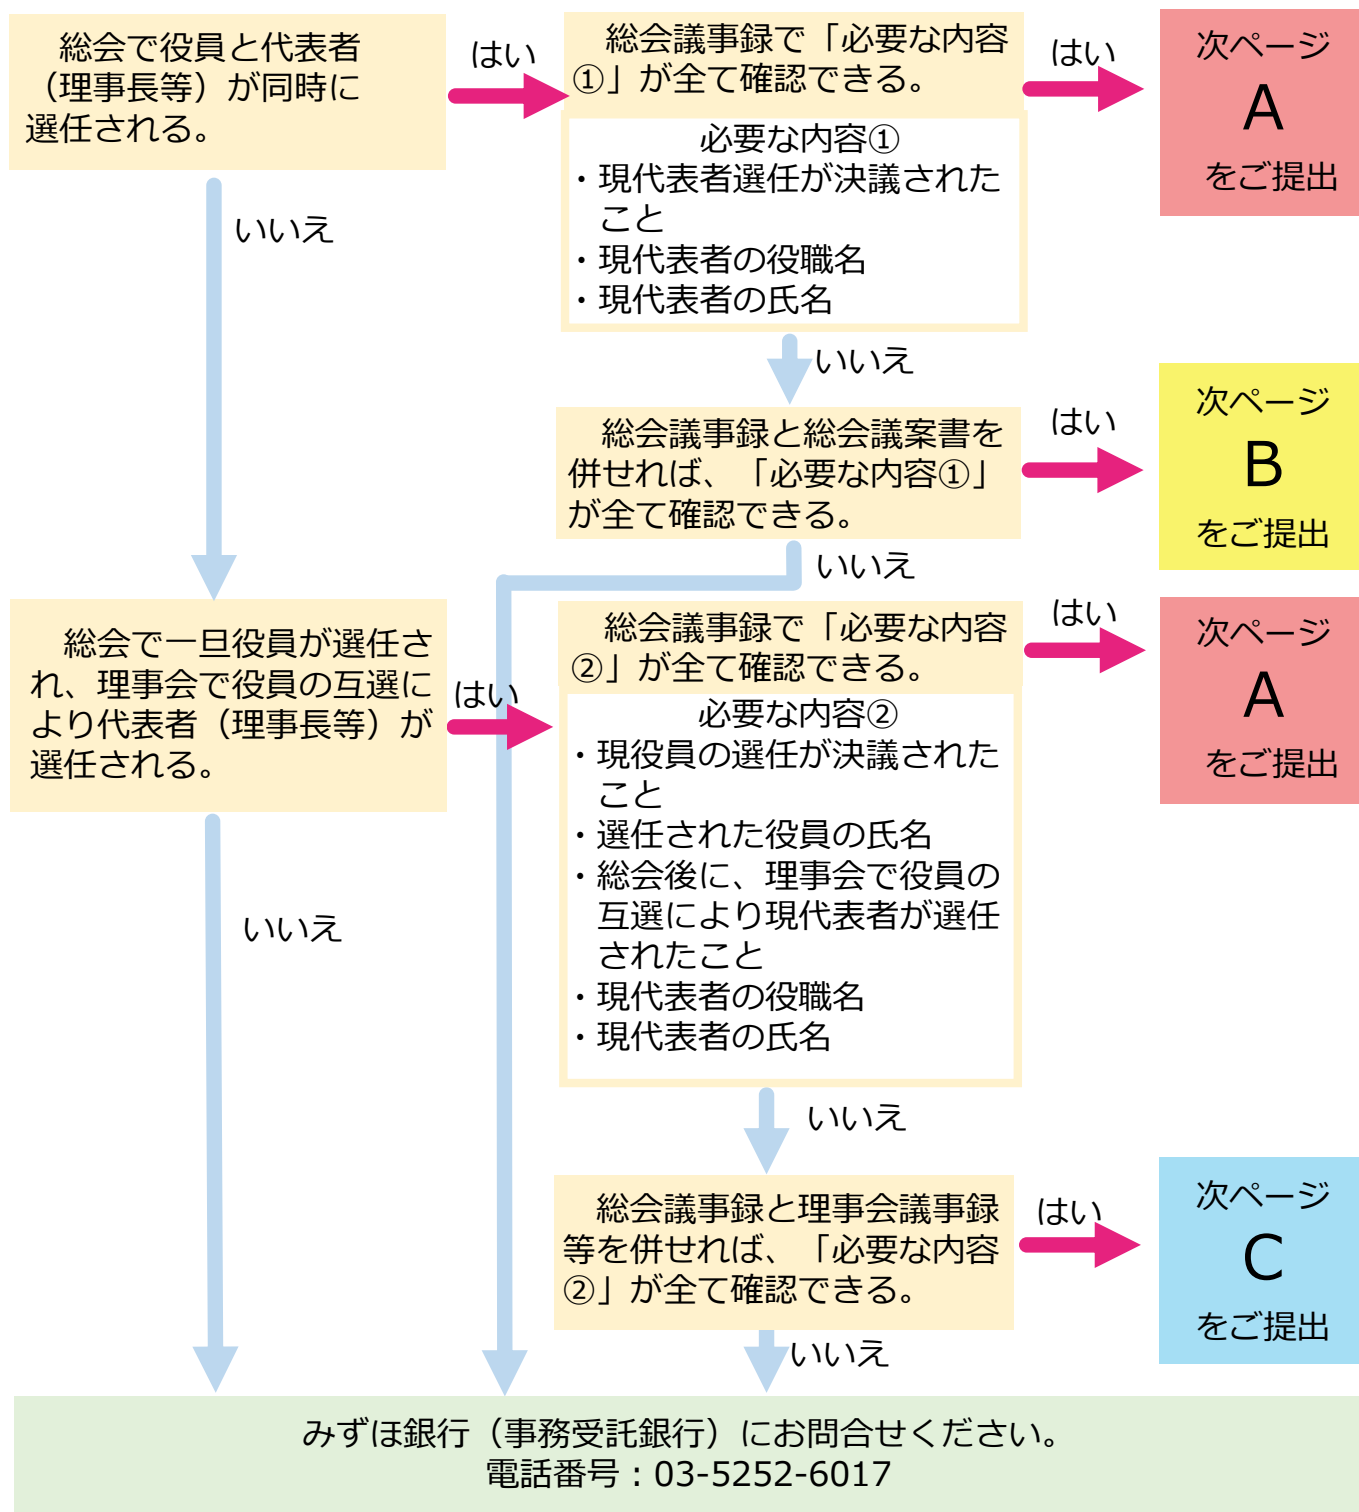 総会で役員と代表者
（理事長等）が同時に
選任される。
はい
総会議事録で「必要な内容
①」が全て確認できる。
はい
次ページ
A
をご提出
必要な内容①
・現代表者選任が決議された
こと
・現代表者の役職名
・現代表者の氏名
いいえ
いいえ
総会議事録と総会議案書を
併せれば、「必要な内容①」
が全て確認できる。
はい
次ページ
B
をご提出
いいえ
総会で一旦役員が選任さ
れ、理事会で役員の互選に
より代表者（理事長等）が
選任される。
はい
総会議事録で「必要な内容
②」が全て確認できる。
はい
次ページ
A
をご提出
必要な内容②
・現役員の選任が決議された
こと
・選任された役員の氏名
・総会後に、理事会で役員の
互選により現代表者が選任
されたこと
・現代表者の役職名
・現代表者の氏名
いいえ
いいえ
総会議事録と理事会議事録
等を併せれば、「必要な内容
②」が全て確認できる。
はい
次ページ
C
をご提出
いいえ
みずほ銀行（事務受託銀行）にお問合せください。
電話番号：03-5252-6017